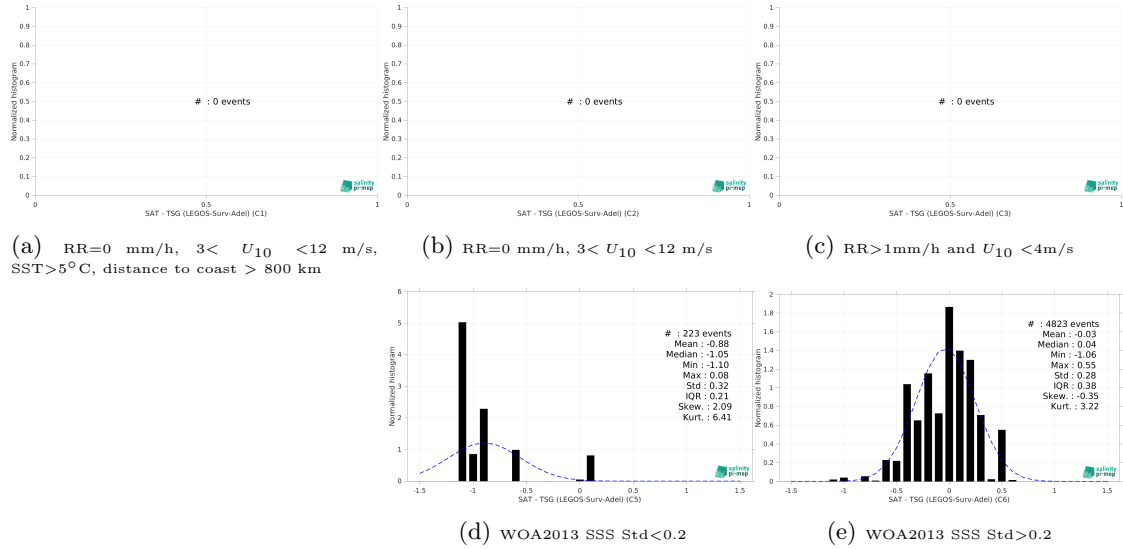 1
0.9
0.8
0.7
0.6
0.5
0.4
0.3
0.2
0.1
0
Normalized histogram
# : 0 events
0 0.5 1
SAT - TSG (LEGOS-Surv-Adel) (C1)
salinity
pi-mep
1
0.9
0.8
0.7
0.6
0.5
0.4
0.3
0.2
0.1
0
Normalized histogram
# : 0 events
0 0.5 1
SAT - TSG (LEGOS-Surv-Adel) (C2)
salinity
pi-mep
1
0.9
0.8
0.7
0.6
0.5
0.4
0.3
0.2
0.1
0
Normalized histogram
# : 0 events
0 0.5 1
SAT - TSG (LEGOS-Surv-Adel) (C3)
salinity
pi-mep
(a) RR=0 mm/h, 3< U10 <12 m/s,
SST>5°C, distance to coast > 800 km
(b) RR=0 mm/h, 3< U10 <12 m/s
(c) RR>1mm/h and U10 <4m/s
6
5
4
3
2
1
0
Normalized histogram
# : 223 events
Mean : -0.88
Median : -1.05
Min : -1.10
Max : 0.08
Std : 0.32
IQR : 0.21
Skew. : 2.09
Kurt. : 6.41
-1.5 -1 -0.5 0 0.5 1 1.5
SAT - TSG (LEGOS-Surv-Adel) (C5)
salinity
pi-mep
2
1.8
1.6
1.4
1.2
1
0.8
0.6
0.4
0.2
0
Normalized histogram
# : 4823 events
Mean : -0.03
Median : 0.04
Min : -1.06
Max : 0.55
Std : 0.28
IQR : 0.38
Skew. : -0.35
Kurt. : 3.22
-1.5 -1 -0.5 0 0.5 1 1.5
SAT - TSG (LEGOS-Surv-Adel) (C6)
salinity
pi-mep
(d) WOA2013 SSS Std<0.2
(e) WOA2013 SSS Std>0.2